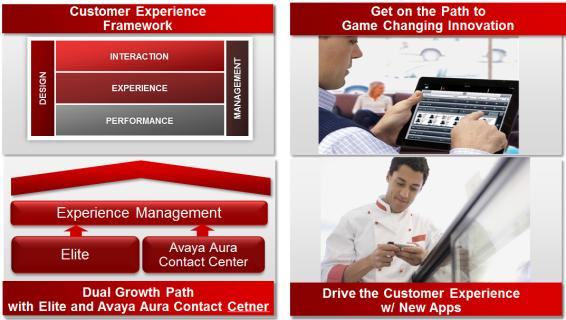 Customer Experience
Framework
DESIGN
INTERACTION
EXPERIENCE
PERFORMANCE
MANAGEMENT
Get on the Path to
Game Changing Innovation
Experience Management
Elite
Avaya Aura
Contact Center
Dual Growth Path
with Elite and Avaya Aura Contact Cetner
Drive the Customer Experience
w/ New Apps